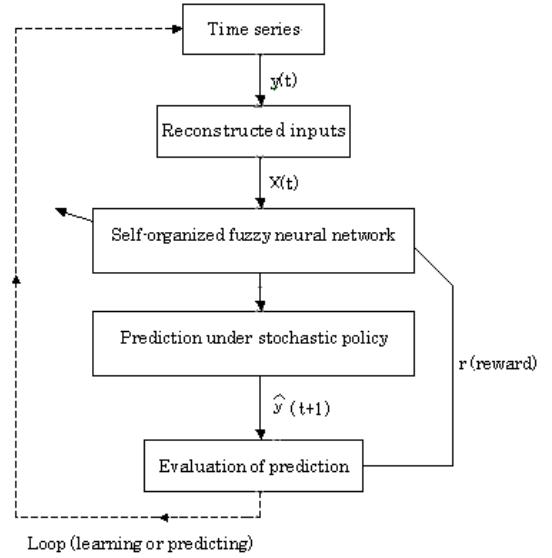 Time series
y(t)
Reconstructed inputs
X(t)
Self-organized fuzzy neural network
Prediction under stochastic policy
r (reward)
ŷ (t+1)
Evaluation of prediction
Loop (learning or predicting)